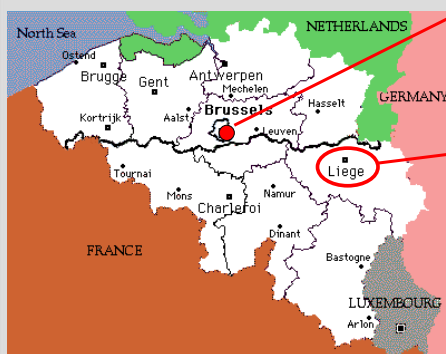 NETHERLANDS
North Sea
Ostend
Brugge
Gent
Antwerpen
Mechelen
GERMANY
Brussels
Hasselt
Kortrijk
Aalst
Leuven
Tournai
Liege
Mons
Namur
Charleroi
Dinant
FRANCE
Bastogne
LUXEMBOURG
Arlon